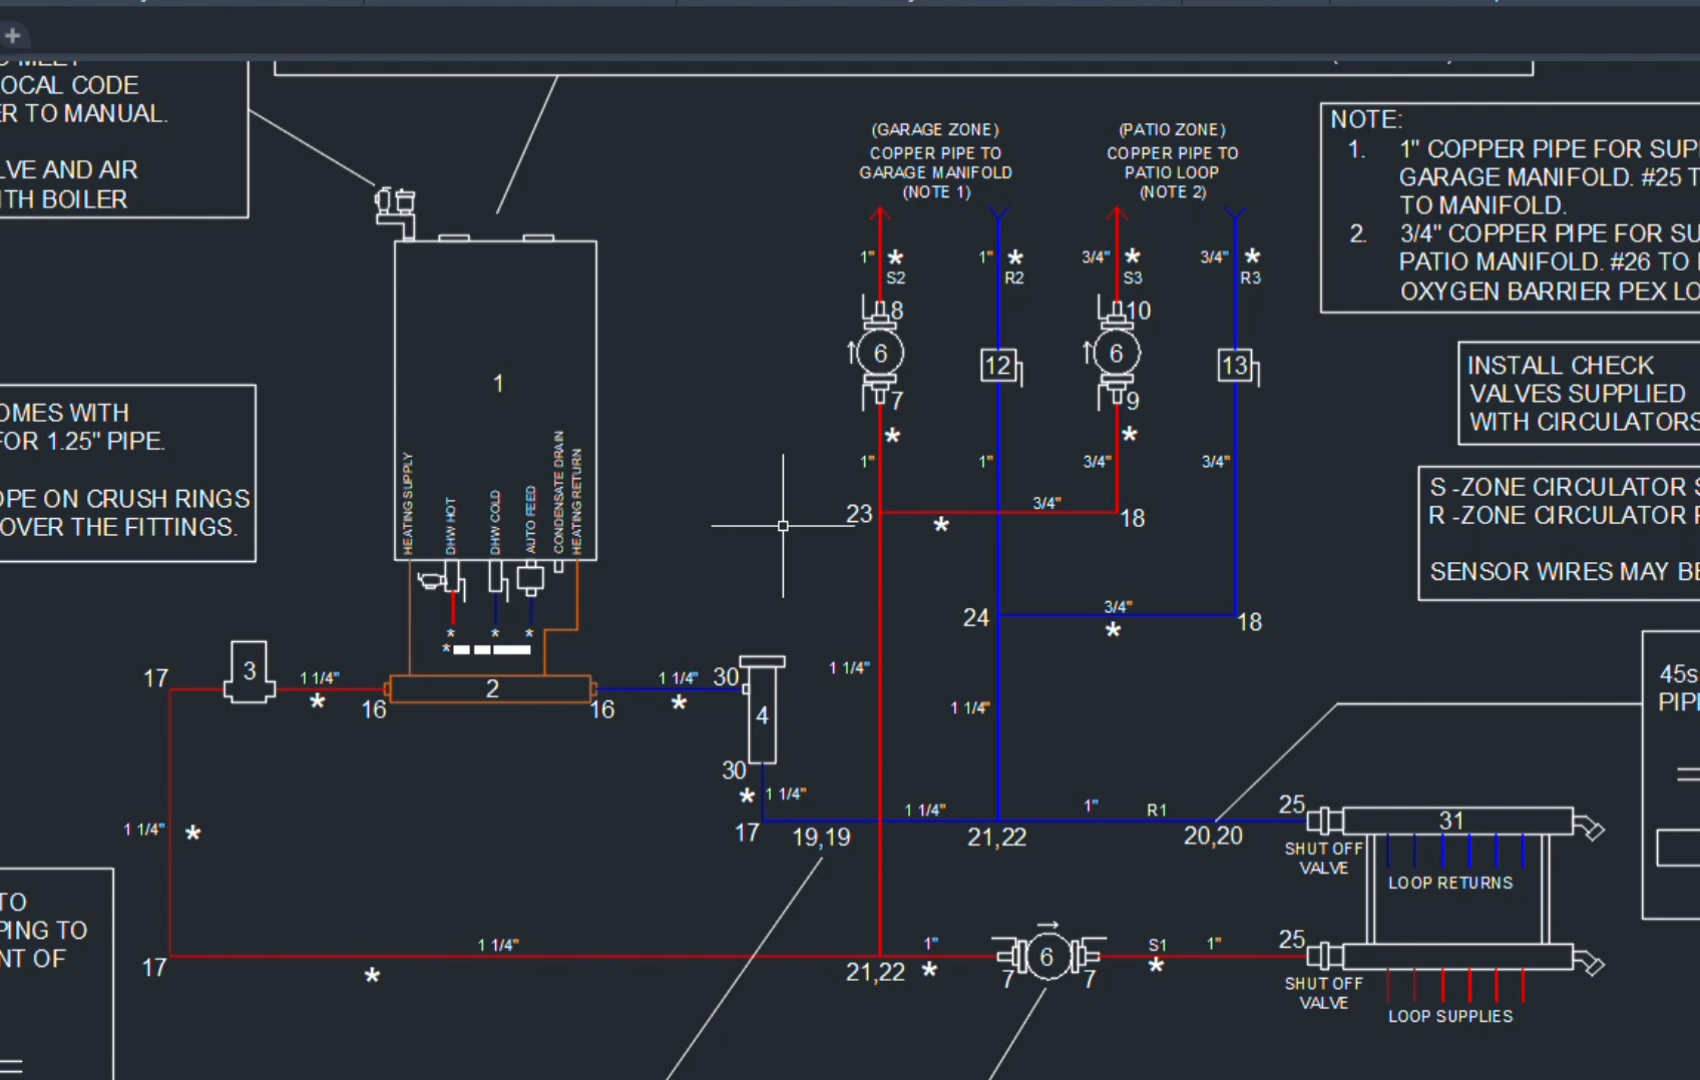 OCAL CODE
ER TO MANUAL.
LVE AND AIR
ITH BOILER
OMES WITH
FOR 1.25" PIPE.
OPE ON CRUSH RINGS
OVER THE FITTINGS.
TO
PING TO
NT OF
1
HEATING SUPPLY
DHW HOT
DHW COLD
AUTO FEED
CONDENSATE DRAIN
HEATING RETURN
* * *
*
17
3
1 1/4"
*
16
2
16
1 1/4"
*
30
4
30
* 1 1/4"
17
19,19
1 1/4"
*
17
1 1/4"
*
(GARAGE ZONE)
COPPER PIPE TO
GARAGE MANIFOLD
(NOTE 1)
(PATIO ZONE)
COPPER PIPE TO
PATIO LOOP
(NOTE 2)
1" *
S2
1" *
R2
3/4" *
S3
3/4" *
R3
8
6
7
*
12
10
6
9
*
13
1"
1"
3/4"
3/4"
23
*
3/4"
18
24
3/4"
*
18
1 1/4"
1 1/4"
1 1/4"
21,22
1"
R1
20,20
25
SHUT OFF
VALVE
31
LOOP RETURNS
21,22
1"
*
7
6
7
S1
*
1"
25
SHUT OFF
VALVE
LOOP SUPPLIES
NOTE:
1. 1" COPPER PIPE FOR SUP
GARAGE MANIFOLD. #25 T
TO MANIFOLD.
2. 3/4" COPPER PIPE FOR SU
PATIO MANIFOLD. #26 TO
OXYGEN BARRIER PEX LO
INSTALL CHECK
VALVES SUPPLIED
WITH CIRCULATORS
S -ZONE CIRCULATOR S
R -ZONE CIRCULATOR
SENSOR WIRES MAY BE
45s
PIP